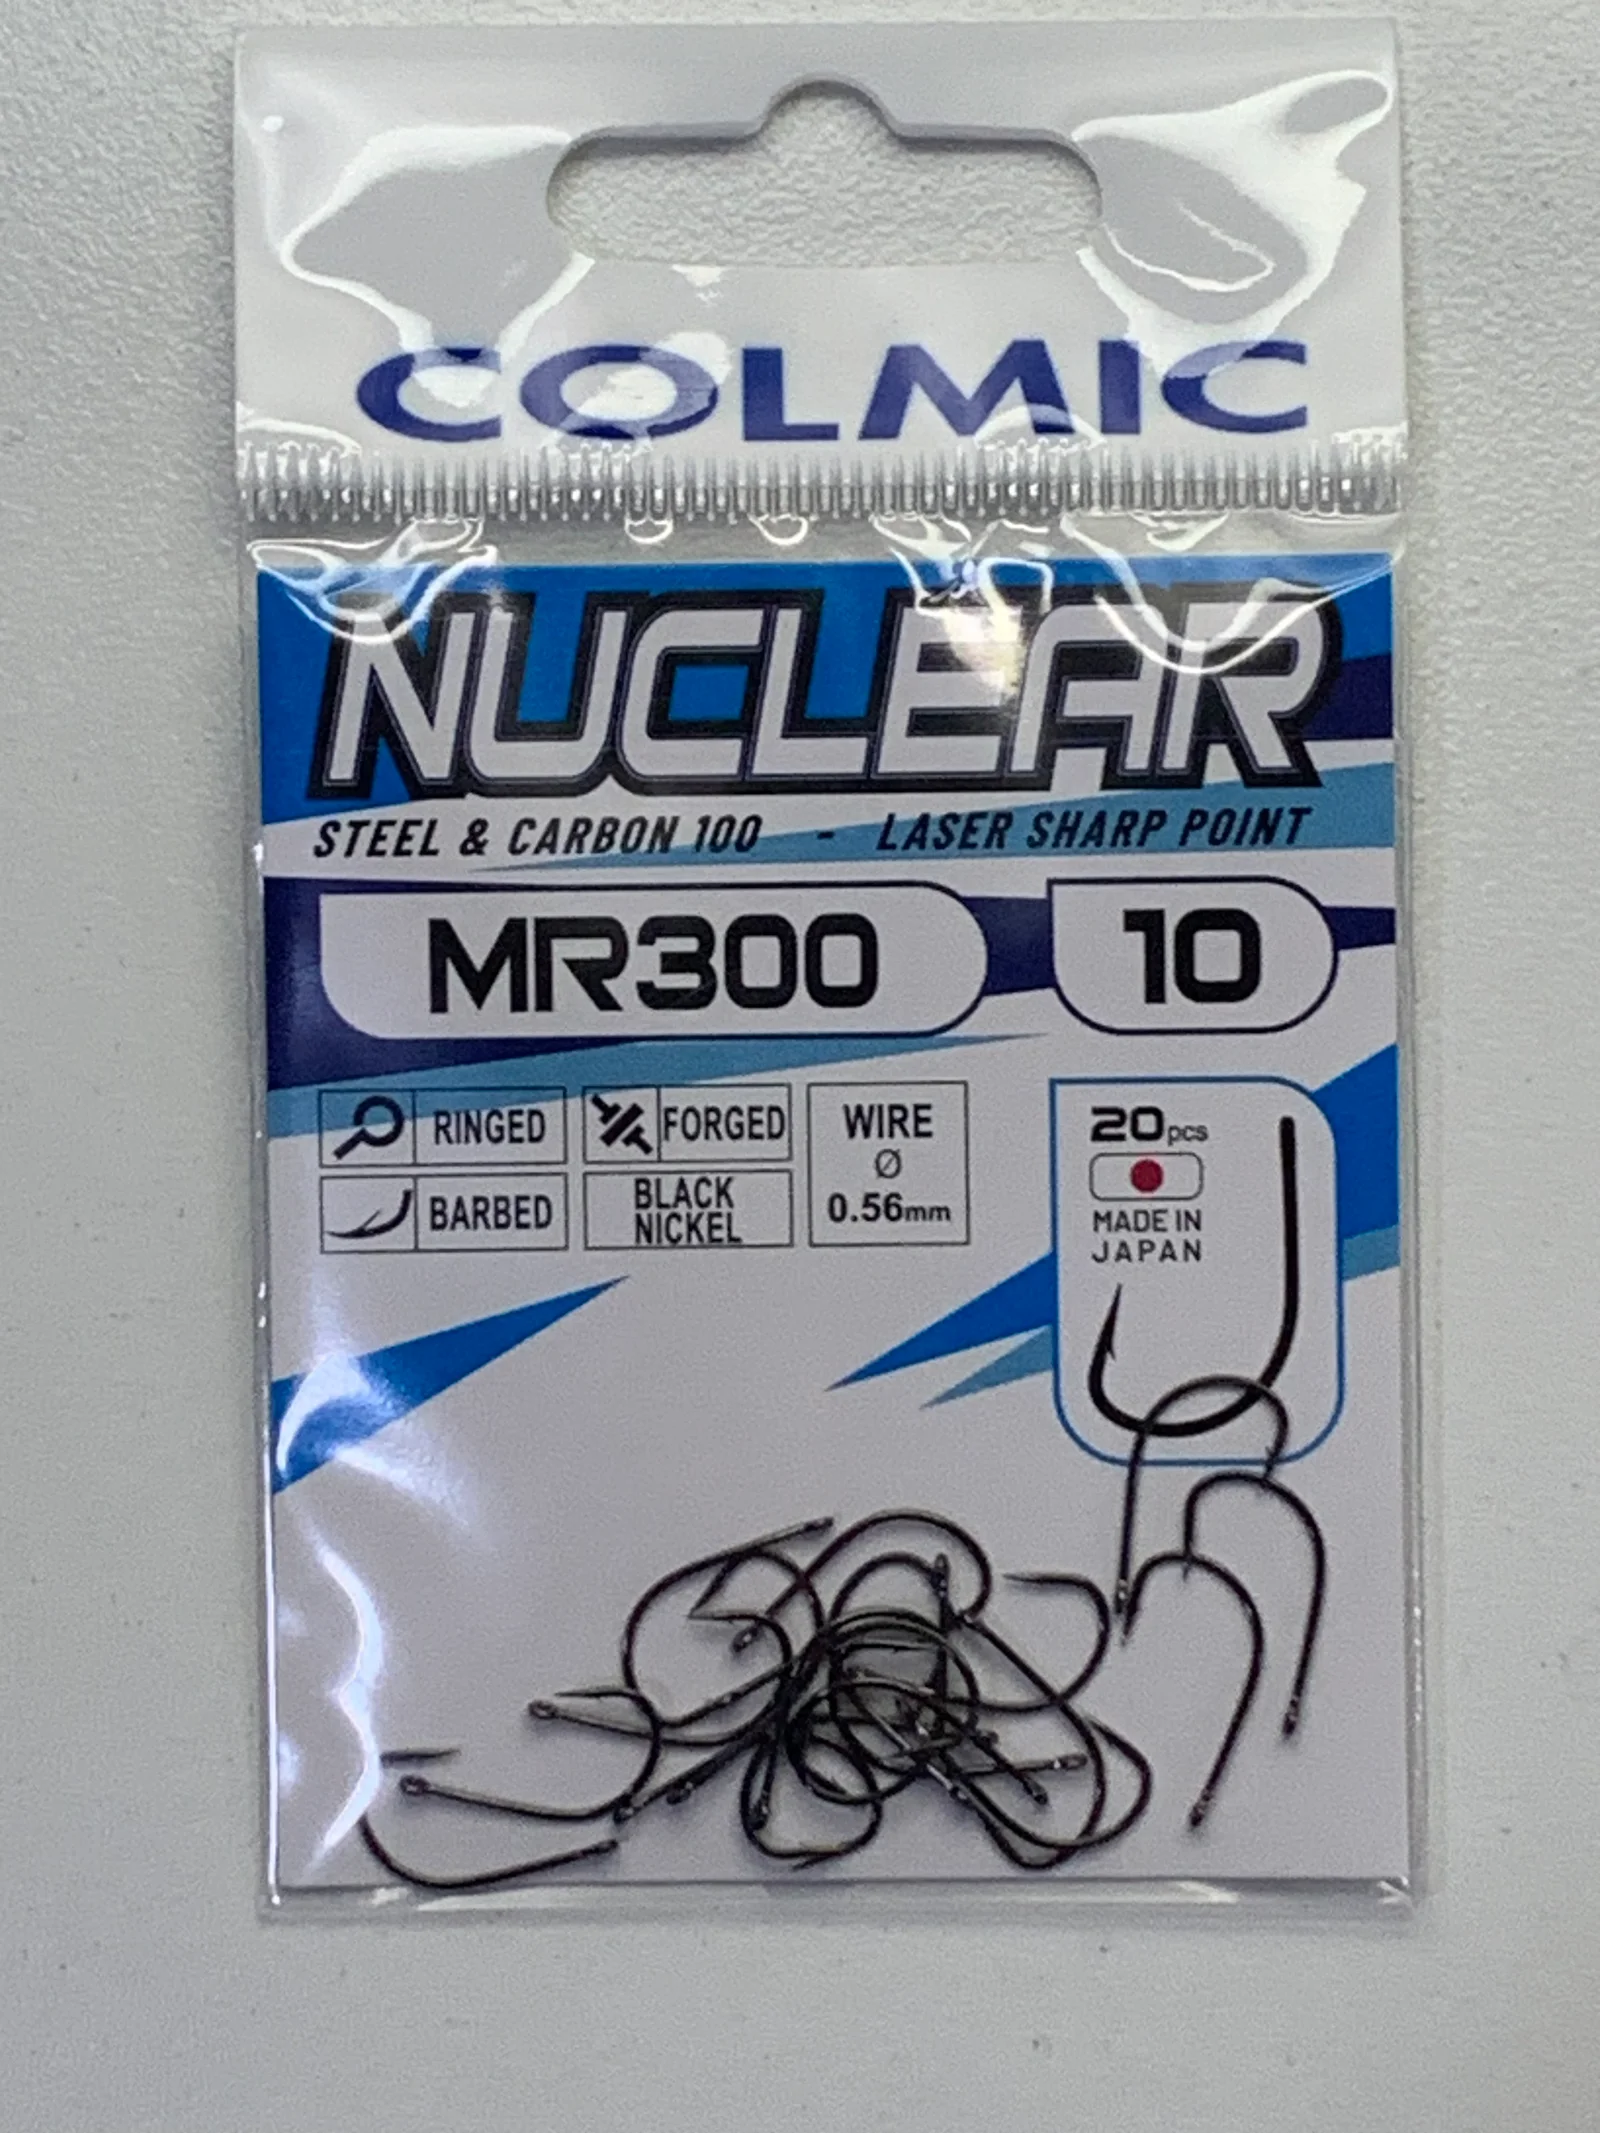 COLMIC
NUCLEAR
STEEL & CARBON 100 - LASER SHARP POINT
MR300
10
RINGED
FORGED
BARBED
BLACK
NICKEL
WIRE
Ø
0.56mm
20pcs
MADE IN
JAPAN